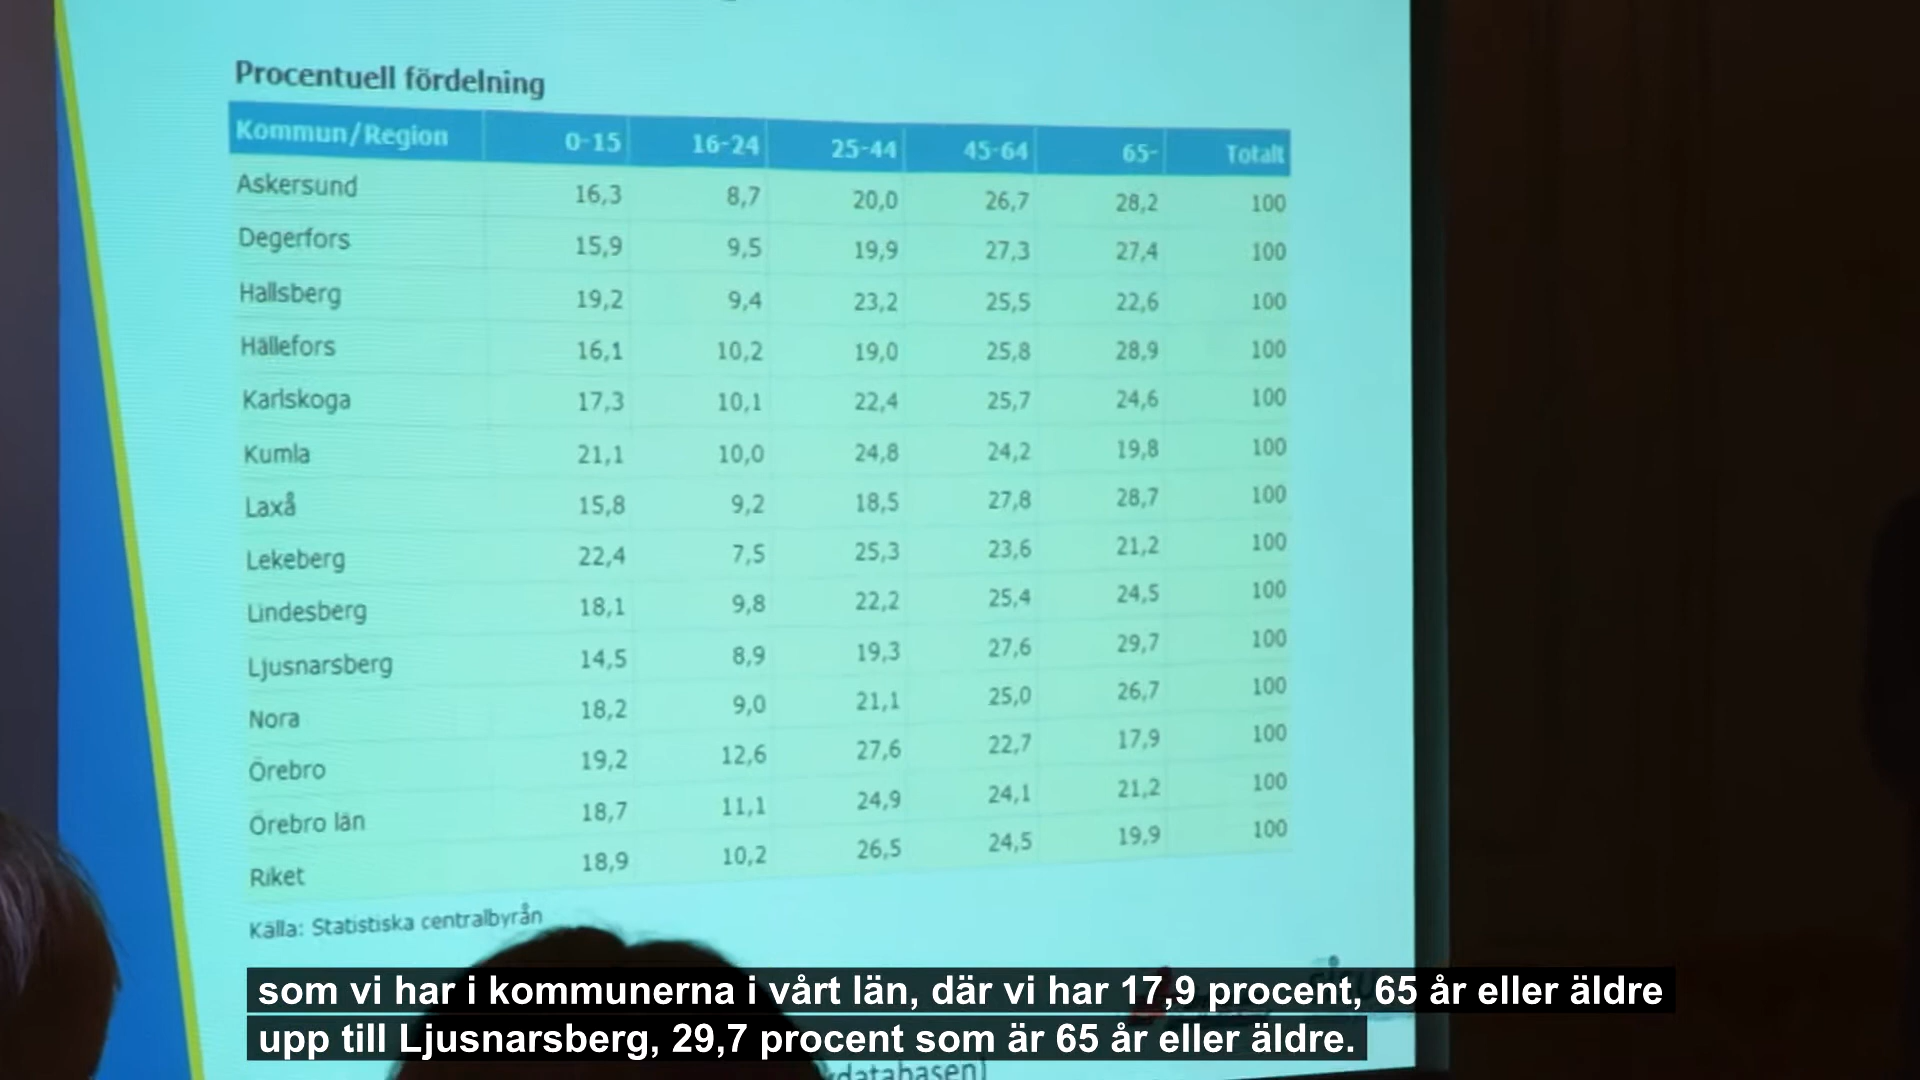 Procentuell fördelning
Kommun/Region 0-15 16-24 25-44 45-64 65- Totalt
Askersund 16,3 8,7 20,0 26,7 28,2 100
Degerfors 15,9 9,5 19,9 27,3 27,4 100
Hallsberg 19,2 9,4 23,2 25,5 22,6 100
Hällefors 16,1 10,2 19,0 25,8 28,9 100
Karlskoga 17,3 10,1 22,4 25,7 24,6 100
Kumla 21,1 10,0 24,8 24,2 19,8 100
Laxå 15,8 9,2 18,5 27,8 28,7 100
Lekeberg 22,4 7,5 25,3 23,6 21,2 100
Lindesberg 18,1 9,8 22,2 25,4 24,5 100
Ljusnarsberg 14,5 8,9 19,3 27,6 29,7 100
Nora 18,2 9,0 21,1 25,0 26,7 100
Örebro 19,2 12,6 27,6 22,7 17,9 100
Örebro län 18,7 11,1 24,9 24,1 21,2 100
Riket 18,9 10,2 26,5 24,5 19,9 100
Källa: Statistiska centralbyrån
som vi har i kommunerna i vårt län, där vi har 17,9 procent, 65 år eller äldre
upp till Ljusnarsberg, 29,7 procent som är 65 år eller äldre.